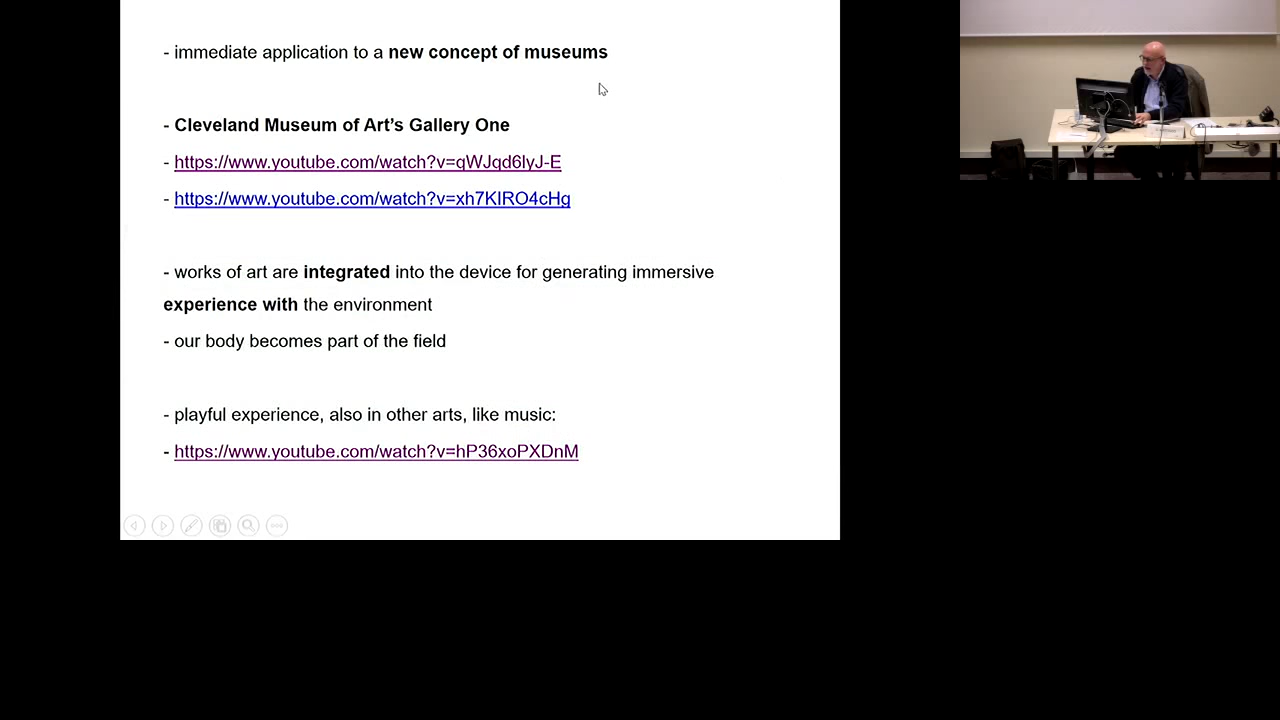 - immediate application to a new concept of museums
- Cleveland Museum of Art’s Gallery One
- https://www.youtube.com/watch?v=qWJqd6lyJ-E
- https://www.youtube.com/watch?v=xh7KIRO4cHg
- works of art are integrated into the device for generating immersive
experience with the environment
- our body becomes part of the field
- playful experience, also in other arts, like music:
- https://www.youtube.com/watch?v=hP36xoPXDnM